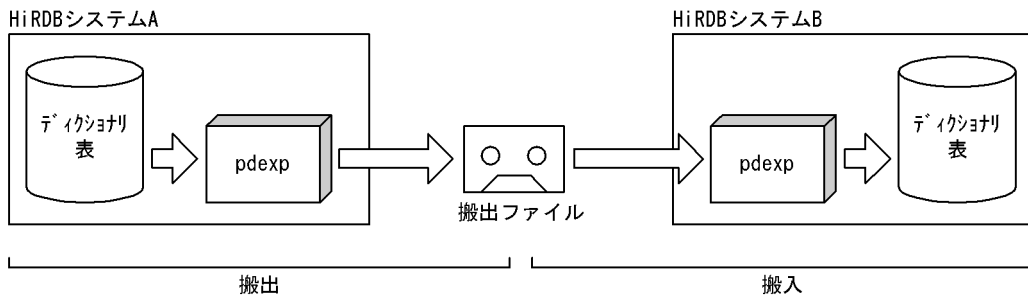 HiRDBシステムA
HiRDBシステムB
ﾃﾞｨｸｼｮﾅﾘ
表
pdexp
搬出ファイル
pdexp
ﾃﾞｨｸｼｮﾅﾘ
表
搬出
搬入